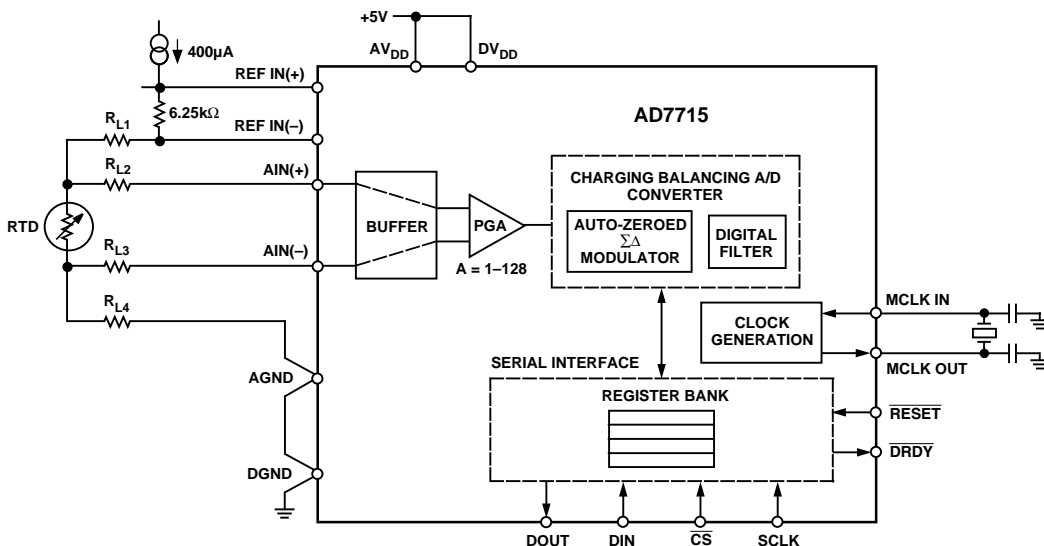 +5V
AVDD
DVDD
400µA
REF IN(+)
6.25kΩ
REF IN(–)
RL1
RL2
AIN(+)
RTD
RL3
AIN(–)
RL4
AGND
DGND
AD7715
BUFFER
PGA
A = 1–128
CHARGING BALANCING A/D
CONVERTER
AUTO-ZEROED
ΣΔ
MODULATOR
DIGITAL
FILTER
CLOCK
GENERATION
MCLK IN
MCLK OUT
SERIAL INTERFACE
REGISTER BANK
RESET
DRDY
DOUT
DIN
CS
SCLK